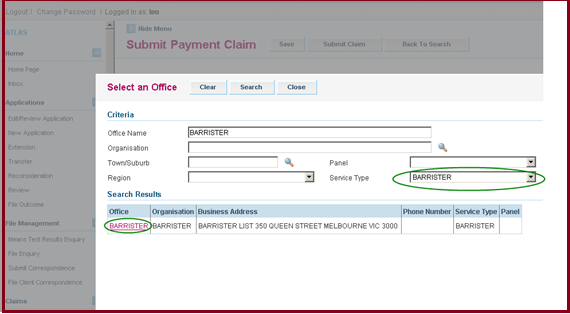 Logout | Change Password | Logged in as: leo
ATLAS
Home
Home Page
Inbox
Applications
Edit/Review Application
New Application
Extension
Transfer
Reconsideration
Review
File Outcome
File Management
Means Test Results Enquiry
File Enquiry
Submit Correspondence
File Client Correspondence
Claims
Hide Menu
Submit Payment Claim Save Submit Claim Back To Search
Select an Office Clear Search Close
Criteria
Office Name BARRISTER
Organisation
Town/Suburb Panel
Region Service Type BARRISTER
Search Results
Office Organisation Business Address Phone Number Service Type Panel
BARRISTER BARRISTER BARRISTER LIST 350 QUEEN STREET MELBOURNE VIC 3000 BARRISTER